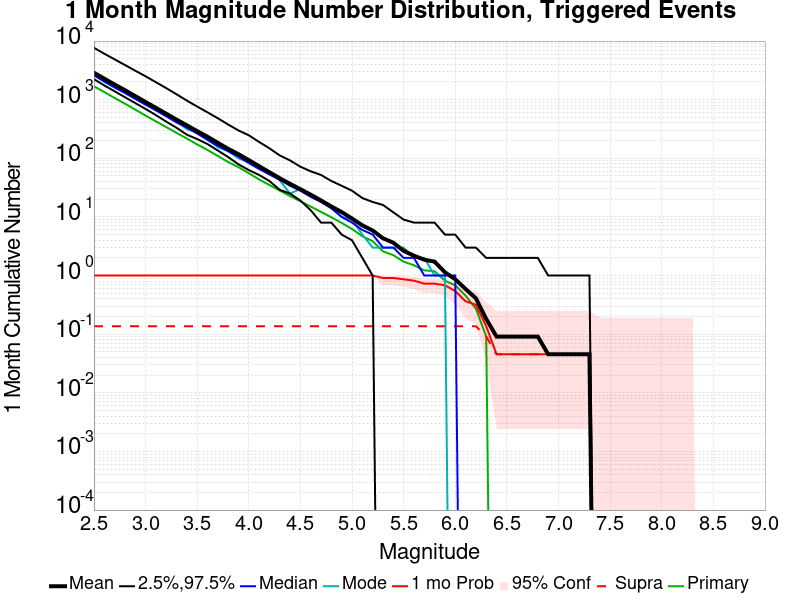 1 Month Magnitude Number Distribution, Triggered Events
1 Month Cumulative Number
10^4
10^3
10^2
10^1
10^0
10^-1
10^-2
10^-3
10^-4
2.5 3.0 3.5 4.0 4.5 5.0 5.5 6.0 6.5 7.0 7.5 8.0 8.5 9.0
Magnitude
Mean 2.5%,97.5% Median Mode 1 mo Prob 95% Conf Supra Primary